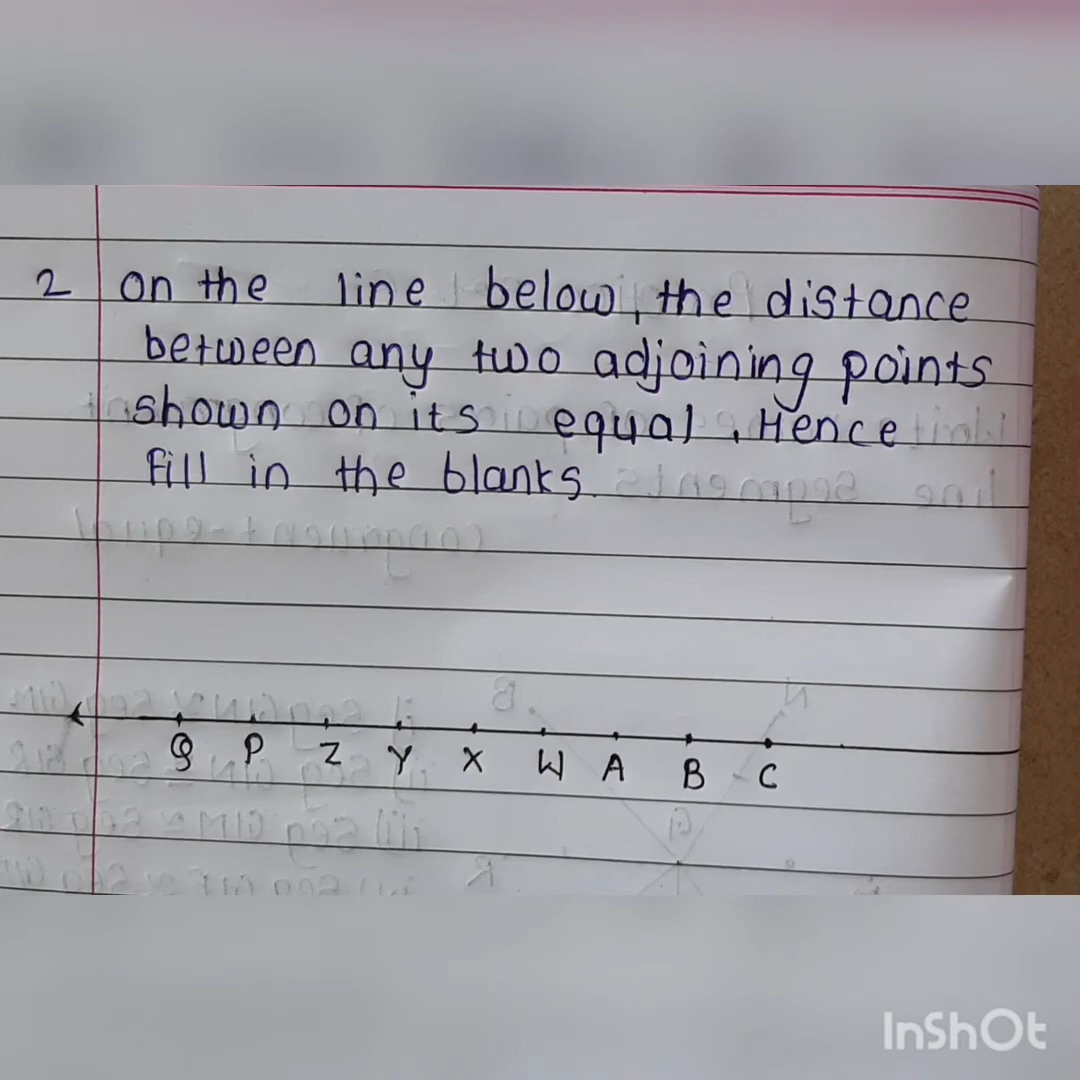 2 on the line below, the distance
between any two adjoining points
shown on its equal. Hence
Fill in the blanks.
Q P Z Y X W A B C
InShOt